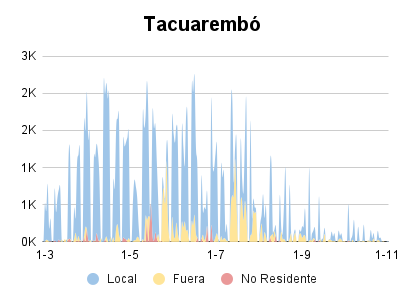 Tacuarembó
3K
2K
2K
1K
1K
0K
1-3
1-5
1-7
1-9
1-11
Local
Fuera
No Residente